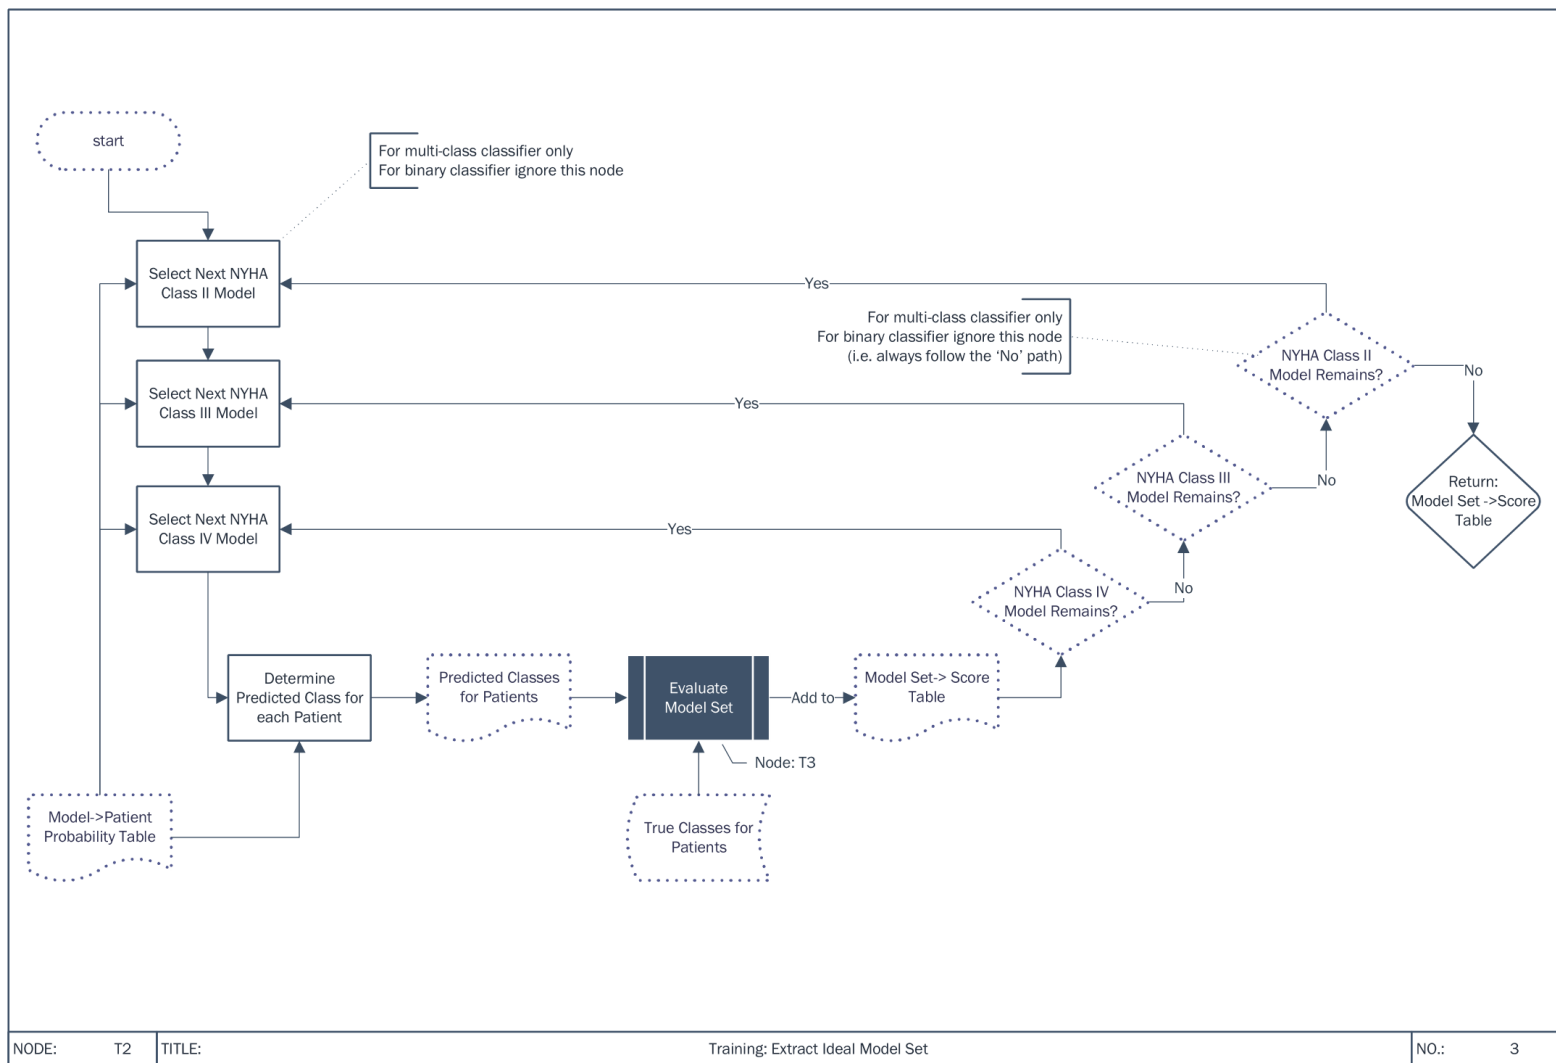 start
For multi-class classifier only
For binary classifier ignore this node
Select Next NYHA
Class II Model
Yes
For multi-class classifier only
For binary classifier ignore this node
(i.e. always follow the ‘No’ path)
NYHA Class II
Model Remains?
No
Select Next NYHA
Class III Model
Yes
NYHA Class III
Model Remains?
No
Return:
Model Set ->Score
Table
Select Next NYHA
Class IV Model
Yes
NYHA Class IV
Model Remains?
No
Determine
Predicted Class for
each Patient
Predicted Classes
for Patients
Evaluate
Model Set
Add to
Model Set-> Score
Table
Node: T3
Model->Patient
Probability Table
True Classes for
Patients
NODE: T2 TITLE: Training: Extract Ideal Model Set NO.: 3